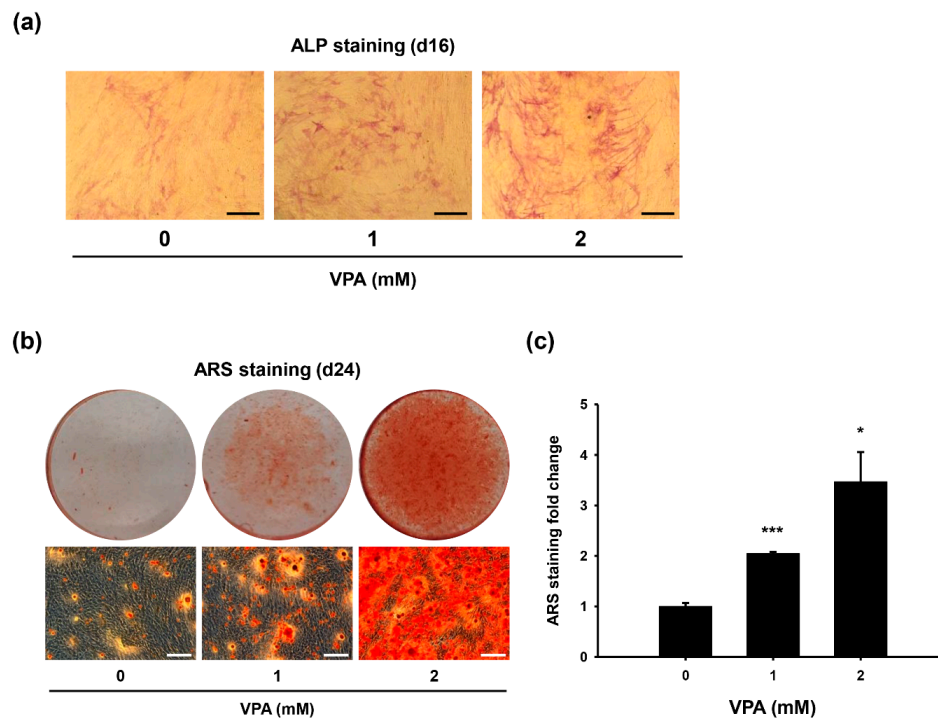 (a)
ALP staining (d16)
0 1 2
VPA (mM)
(b)
ARS staining (d24)
0 1 2
VPA (mM)
(c)
ARS staining fold change
5
4
3
2
1
0
*
***
0 1 2
VPA (mM)